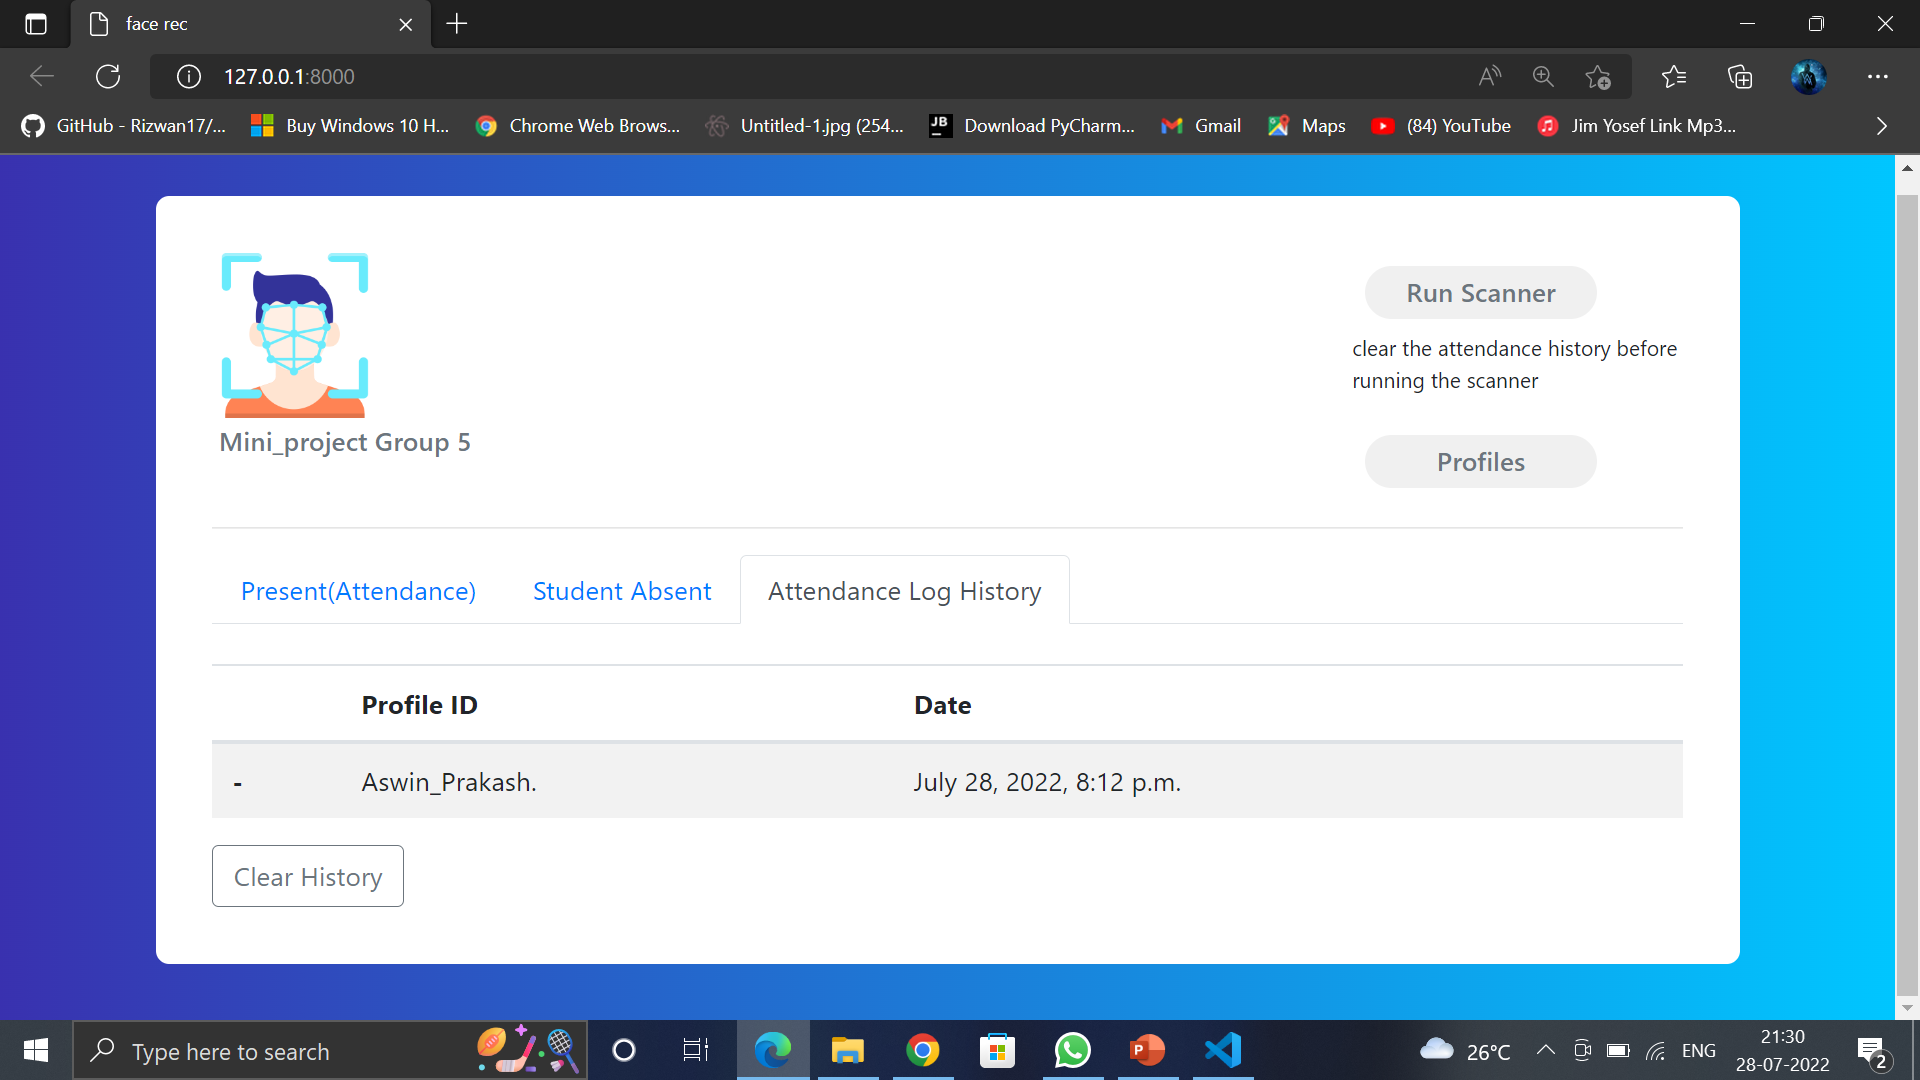 face rec
127.0.0.1:8000
GitHub - Rizwan17/...
Buy Windows 10 H...
Chrome Web Brows...
Untitled-1.jpg (254...
JB
Download PyCharm...
Gmail
Maps
(84) YouTube
Jim Yosef Link Mp3...
Run Scanner
clear the attendance history before
running the scanner
Mini_project Group 5
Profiles
Present(Attendance)
Student Absent
Attendance Log History
Profile ID
Date
-
Aswin_Prakash.
July 28, 2022, 8:12 p.m.
Clear History
Type here to search
26°C
ENG
21:30
28-07-2022
2